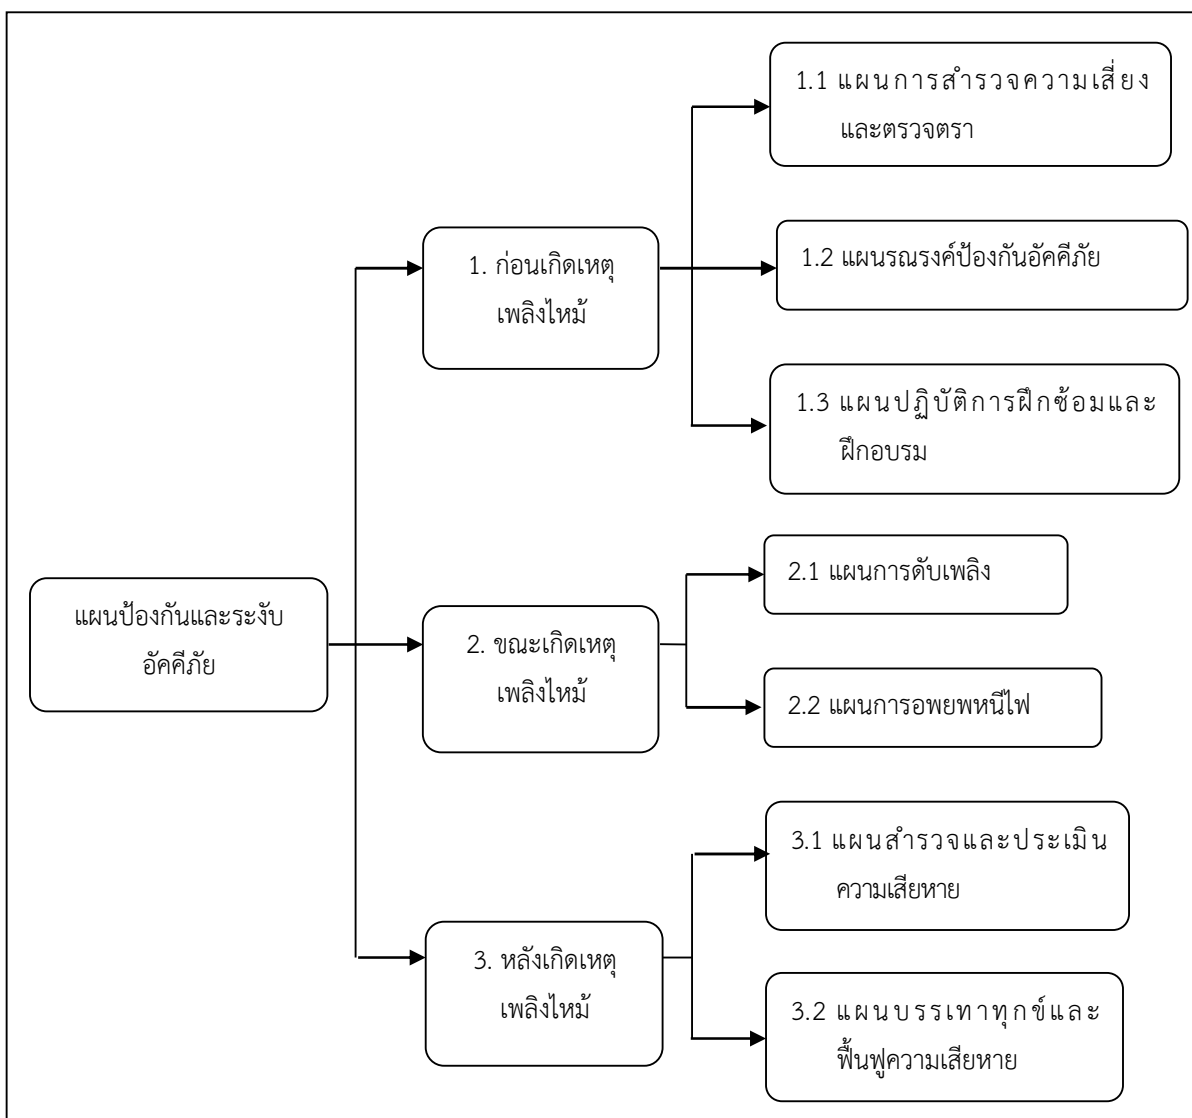 แผนป้องกันและระงับ
อัคคีภัย
1. ก่อนเกิดเหตุ
เพลิงไหม้
1.1 แผนการสำรวจความเสี่ยง
และตรวจตรา
1.2 แผนรณรงค์ป้องกันอัคคีภัย
1.3 แผนปฏิบัติการฝึกซ้อมและ
ฝึกอบรม
2. ขณะเกิดเหตุ
เพลิงไหม้
2.1 แผนการดับเพลิง
2.2 แผนการอพยพหนีไฟ
3. หลังเกิดเหตุ
เพลิงไหม้
3.1 แผนสำรวจและประเมิน
ความเสียหาย
3.2 แผนบรรเทาทุกข์และ
ฟื้นฟูความเสียหาย